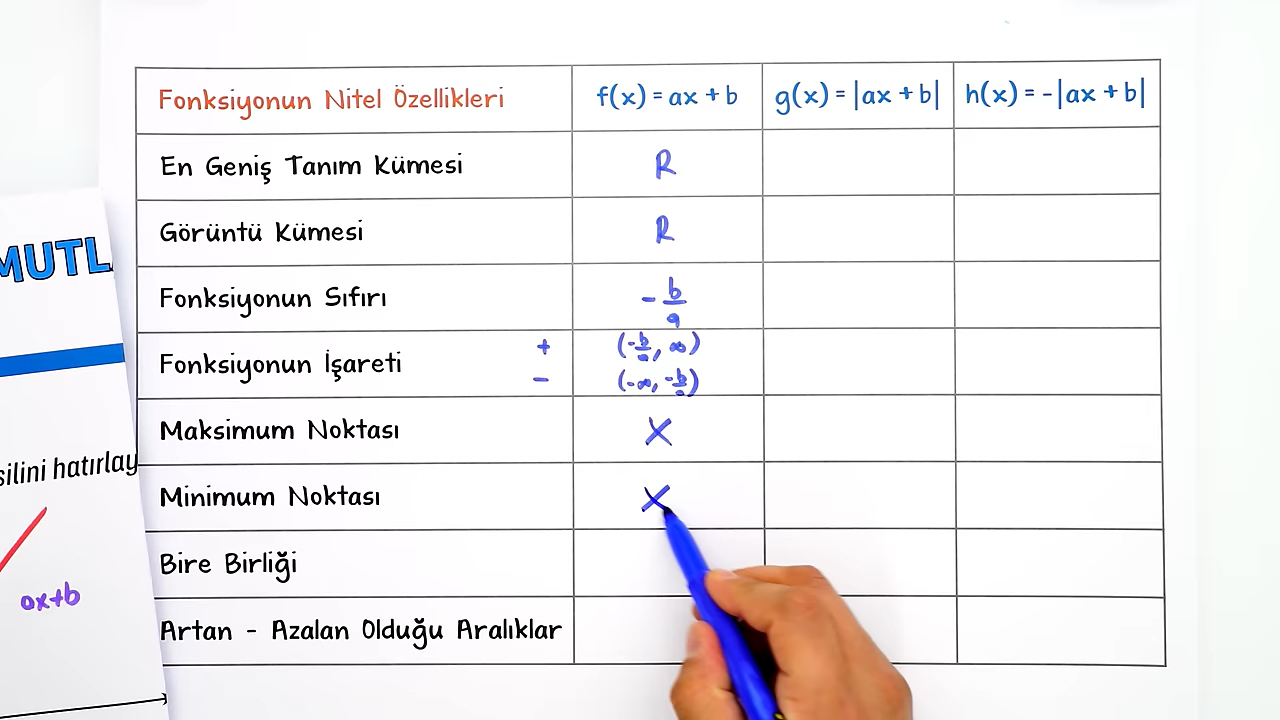 Fonksiyonun Nitel Özellikleri f(x) = ax + b g(x) = |ax + b| h(x) = -|ax + b|
En Geniş Tanım Kümesi R
Görüntü Kümesi R
Fonksiyonun Sıfırı -b/a
Fonksiyonun İşareti + (-b/a, ∞)
- (-∞, -b/a)
Maksimum Noktası X
Minimum Noktası X
Bire Birliği
Artan - Azalan Olduğu Aralıklar
MUTL
silini hatırlay
ax+b